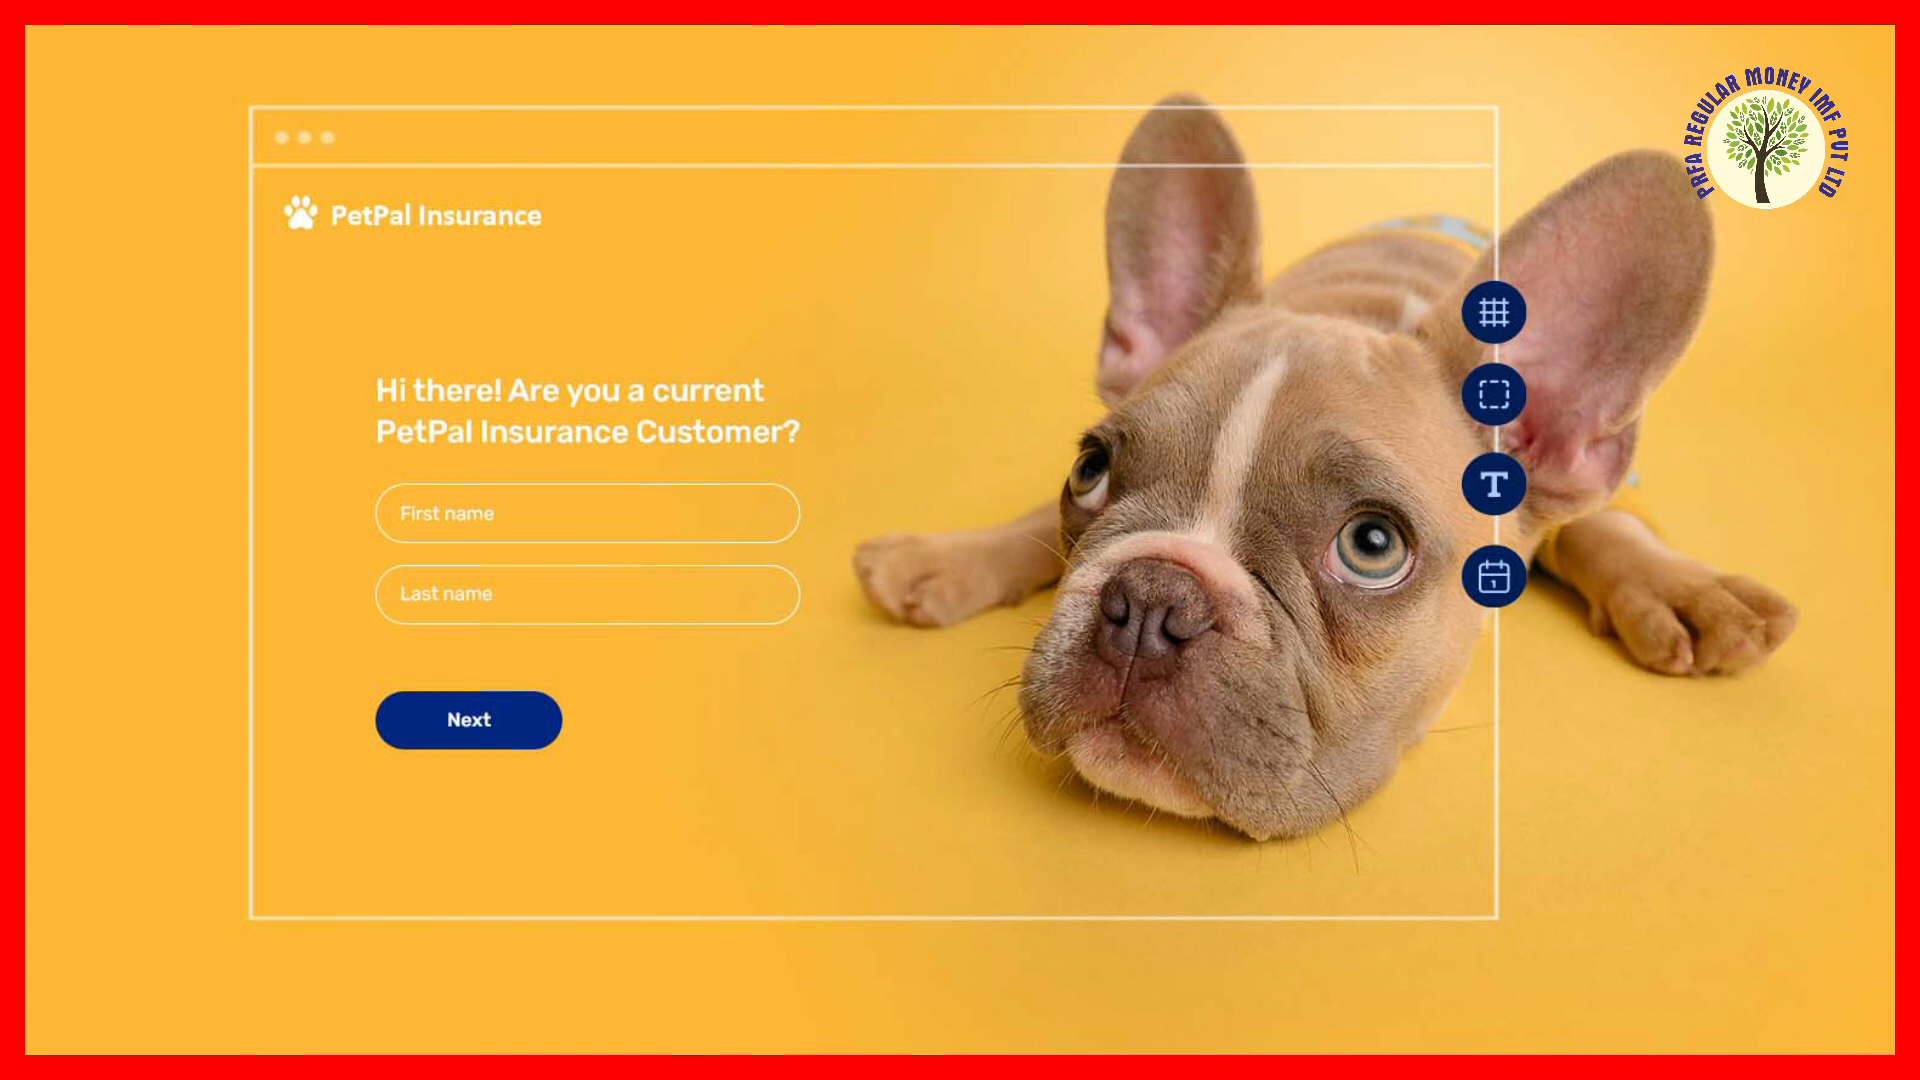 PRFA REGULAR MONEY IMF PVT LTD
PetPal Insurance
Hi there! Are you a current
PetPal Insurance Customer?
First name
Last name
Next
T
1